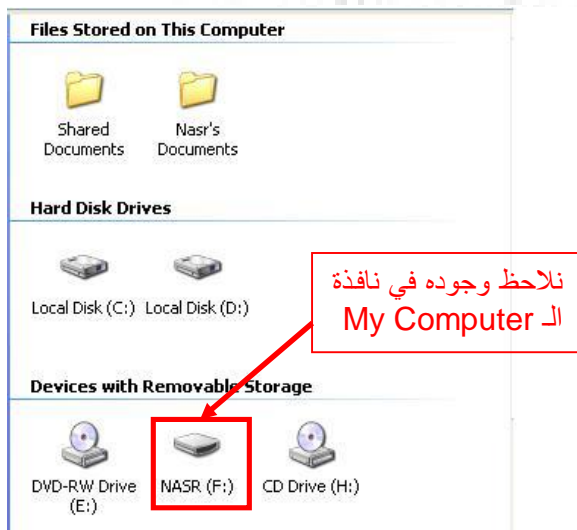 Files Stored on This Computer
Shared
Documents
Nasr's
Documents
Hard Disk Drives
Local Disk (C:)
Local Disk (D:)
نلاحظ وجوده في نافذة
الـ My Computer
Devices with Removable Storage
DVD-RW Drive
(E:)
NASR (F:)
CD Drive (H:)